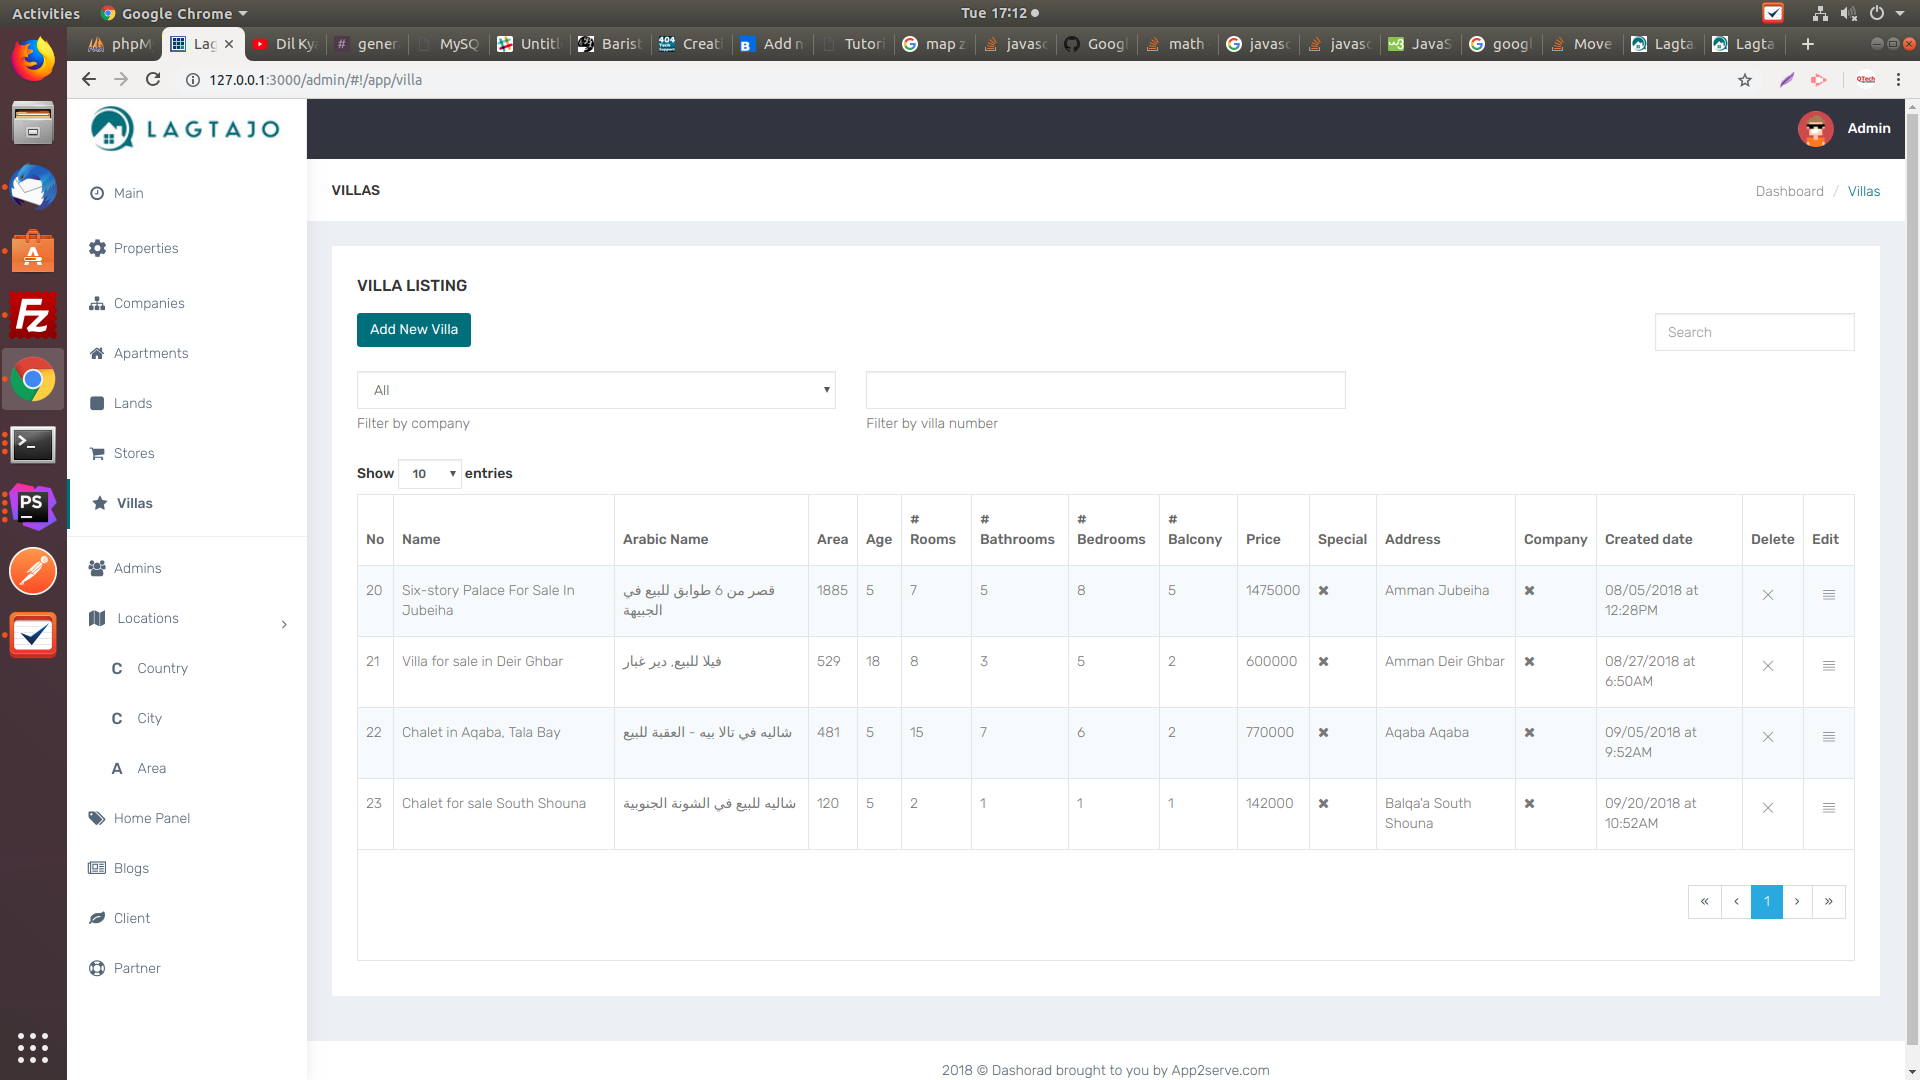 Activities
Google Chrome
Tue 17:12
phpM
Lag
Dil Kya
gener
MySQ
Untitl
Barist
Creati
Add n
Tutori
map z
javasc
Googl
math
javasc
javasc
JavaS
googl
Move
Lagta
Lagta
127.0.0.1:3000/admin/#!/app/villa
LAGTAJO
Admin
Main
Properties
Companies
Apartments
Lands
Stores
Villas
Admins
Locations
C Country
C City
A Area
Home Panel
Blogs
Client
Partner
VILLAS
Dashboard / Villas
VILLA LISTING
Add New Villa
Search
All
Filter by company
Filter by villa number
Show 10 entries
No Name Arabic Name Area Age # Rooms # Bathrooms # Bedrooms # Balcony Price Special Address Company Created date Delete Edit
20 Six-story Palace For Sale In Jubeiha قصر من 6 طوابق للبيع في الجبيهة 1885 5 7 5 8 5 1475000 ✖ Amman Jubeiha ✖ 08/05/2018 at 12:28PM
21 Villa for sale in Deir Ghbar فيلا للبيع, دير غبار 529 18 8 3 5 2 600000 ✖ Amman Deir Ghbar ✖ 08/27/2018 at 6:50AM
22 Chalet in Aqaba, Tala Bay شاليه في تالا بيه - العقبة للبيع 481 5 15 7 6 2 770000 ✖ Aqaba Aqaba ✖ 09/05/2018 at 9:52AM
23 Chalet for sale South Shouna شاليه للبيع في الشونة الجنوبية 120 5 2 1 1 1 142000 ✖ Balqa'a South Shouna ✖ 09/20/2018 at 10:52AM
« ‹ 1 › »
2018 © Dashorad brought to you by App2serve.com